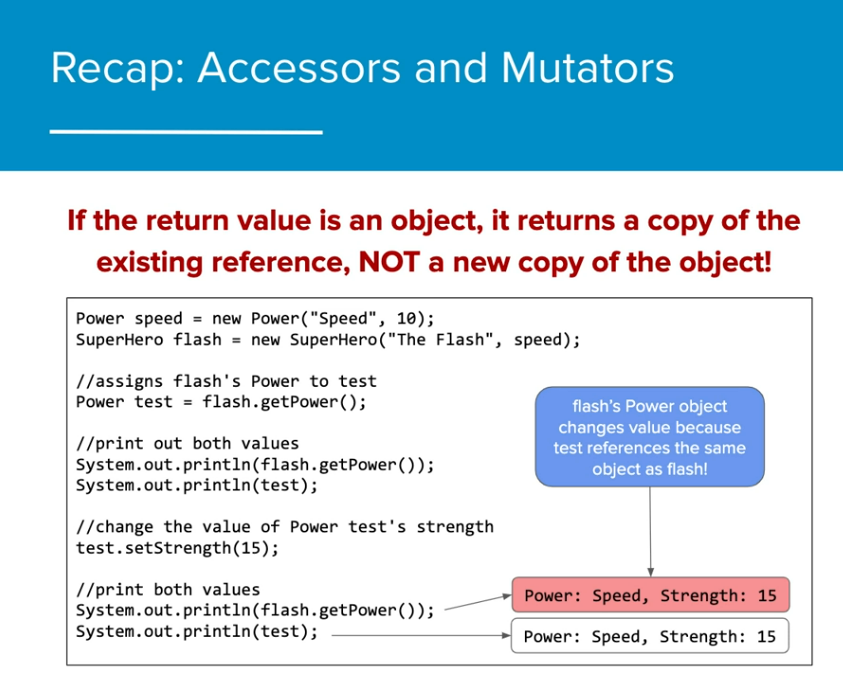 Recap: Accessors and Mutators
If the return value is an object, it returns a copy of the
existing reference, NOT a new copy of the object!
Power speed = new Power("Speed", 10);
SuperHero flash = new SuperHero("The Flash", speed);
//assigns flash's Power to test
Power test = flash.getPower();
//print out both values
System.out.println(flash.getPower());
System.out.println(test);
//change the value of Power test's strength
test.setStrength(15);
//print both values
System.out.println(flash.getPower());
System.out.println(test);
flash's Power object
changes value because
test references the same
object as flash!
Power: Speed, Strength: 15
Power: Speed, Strength: 15